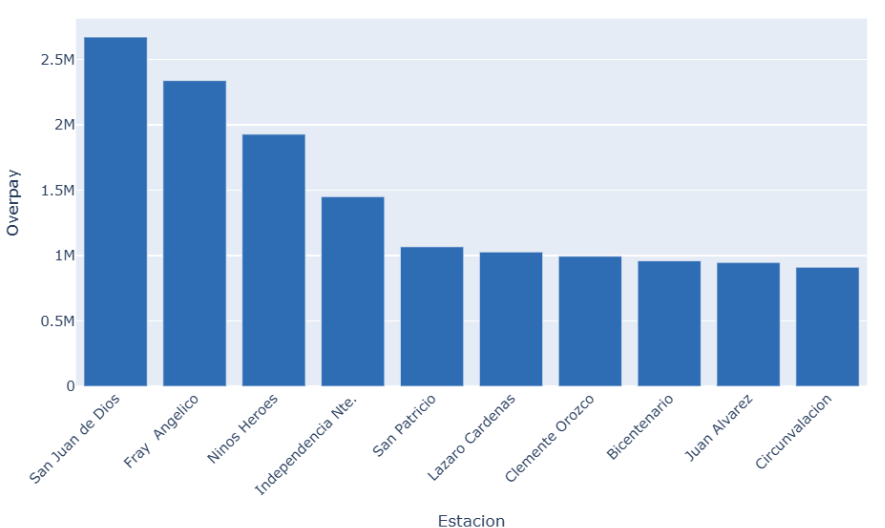 2.5M
2M
1.5M
1M
0.5M
0
Overpay
San Juan de Dios
Fray  Angelico
Ninos Heroes
Independencia Nte.
San Patricio
Lazaro Cardenas
Clemente Orozco
Bicentenario
Juan Alvarez
Circunvalacion
Estacion